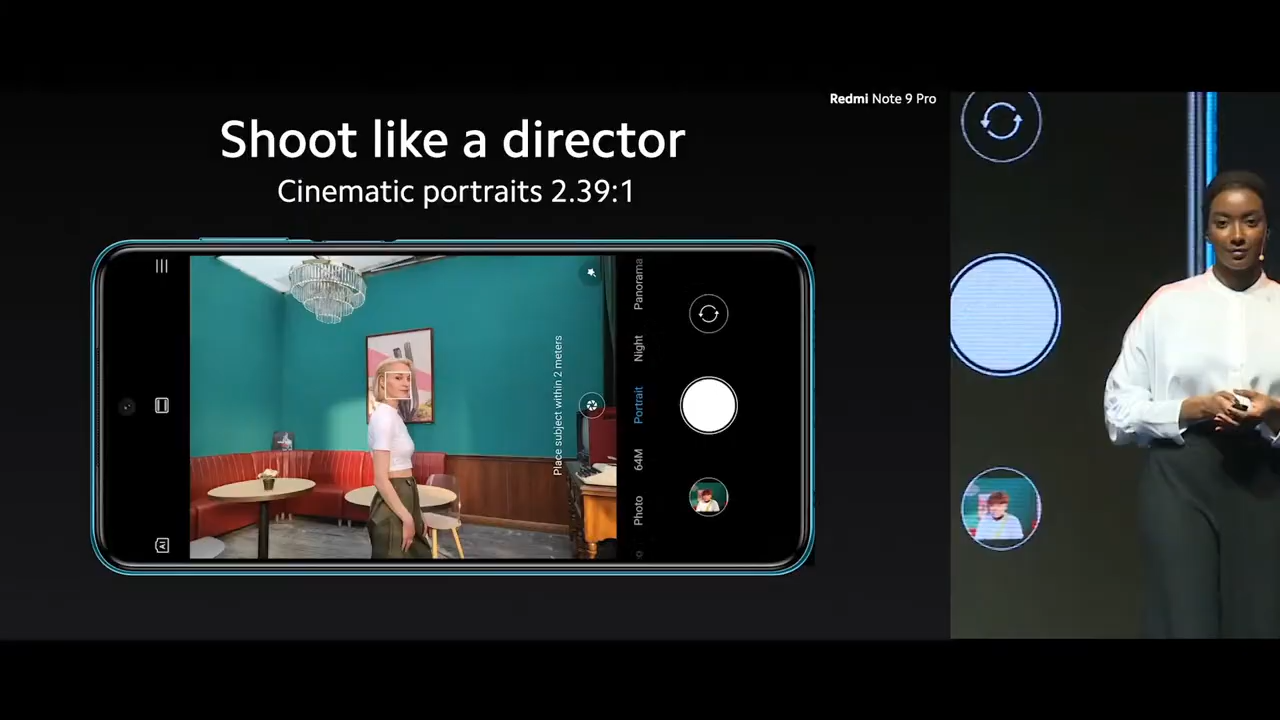 Redmi Note 9 Pro
Shoot like a director
Cinematic portraits 2.39:1
Place subject within 2 meters
Panorama
Night
Portrait
64M
Photo
AI